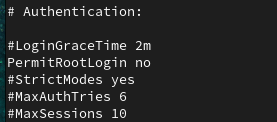 # Authentication:

#LoginGraceTime 2m
PermitRootLogin no
#StrictModes yes
#MaxAuthTries 6
#MaxSessions 10